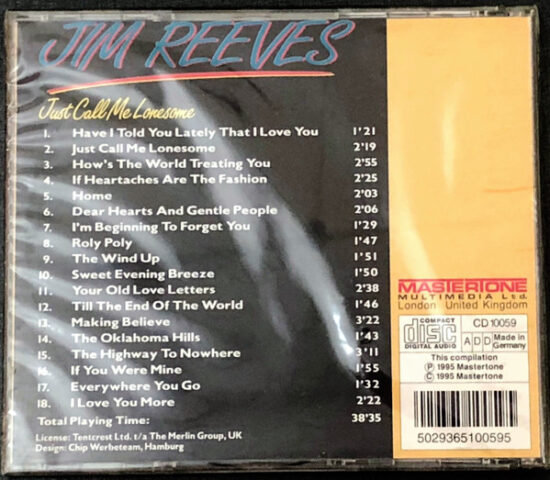 JIM REEVES
Just Call Me Lonesome
1. Have I Told You Lately That I Love You 1'21
2. Just Call Me Lonesome 2'19
3. How's The World Treating You 2'55
4. If Heartaches Are The Fashion 2'25
5. Home 2'03
6. Dear Hearts And Gentle People 2'06
7. I'm Beginning To Forget You 1'29
8. Roly Poly 1'47
9. The Wind Up 1'51
10. Sweet Evening Breeze 1'50
11. Your Old Love Letters 2'38
12. Till The End Of The World 1'46
13. Making Believe 3'22
14. The Oklahoma Hills 1'43
15. The Highway To Nowhere 3'11
16. If You Were Mine 1'55
17. Everywhere You Go 1'32
18. I Love You More 2'22
Total Playing Time: 38'35
License: Tentcrest Ltd. t/a The Merlin Group, UK
Design: Chip Werbeteam, Hamburg
MASTERTONE
MULTIMEDIA Ltd.
London United Kingdom
COMPACT
disc
DIGITAL AUDIO
CD 10059
ADD
Made in
Germany
This compilation
Ⓟ 1995 Mastertone
© 1995 Mastertone
5029365100595